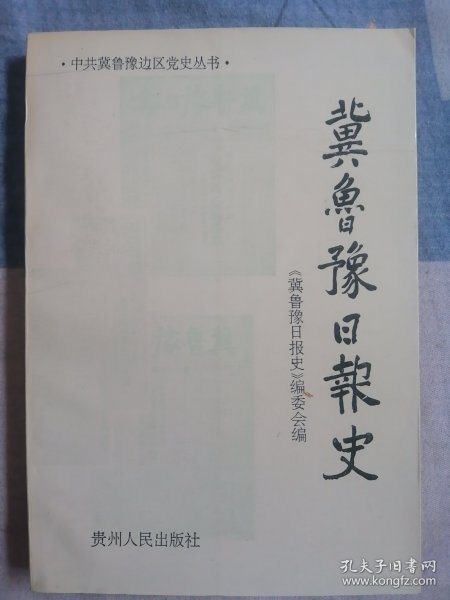 ·中共冀鲁豫边区党史丛书·
冀魯豫日報史
《冀鲁豫日报史》编委会编
贵州人民出版社
孔夫子旧书网
www.kongfz.com